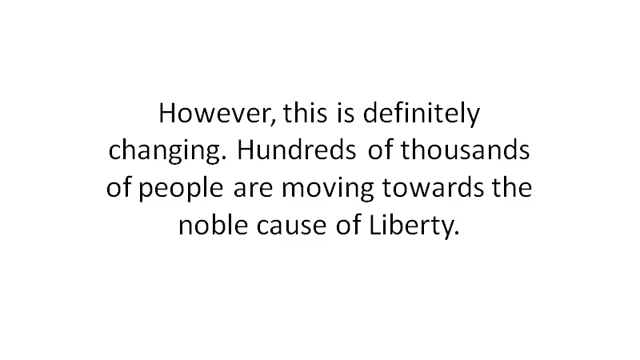 However, this is definitely
changing. Hundreds of thousands
of people are moving towards the
noble cause of Liberty.